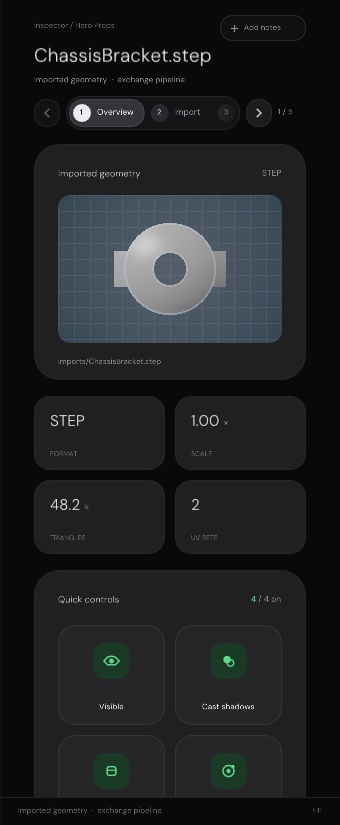 Inspector / Hero Props
Add notes
ChassisBracket.step
Imported geometry · exchange pipeline
1 Overview 2 Import 3 1 / 5
Imported geometry STEP
Imports/ChassisBracket.step
STEP
FORMAT
1.00 x
SCALE
48.2 k
TRIANGLES
2
UV SETS
Quick controls 4 / 4 on
Visible
Cast shadows
Imported geometry · exchange pipeline